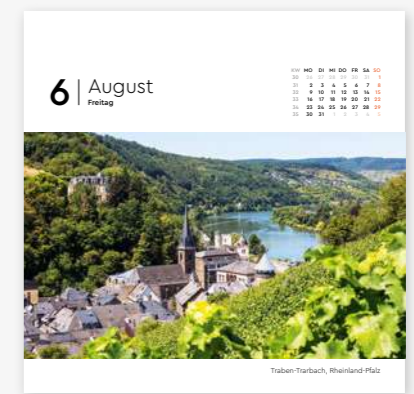 6 August
Freitag
KW MO DI MI DO FR SA SO
30 26 27 28 29 30 31 1
31 2 3 4 5 6 7 8
9 10 11 12 13 14 15
16 17 18 19 20 21 22
23 24 25 26 27 28 29
35 30 31 1 2 3 4 5
Traben-Trarbach, Rheinland-Pfalz